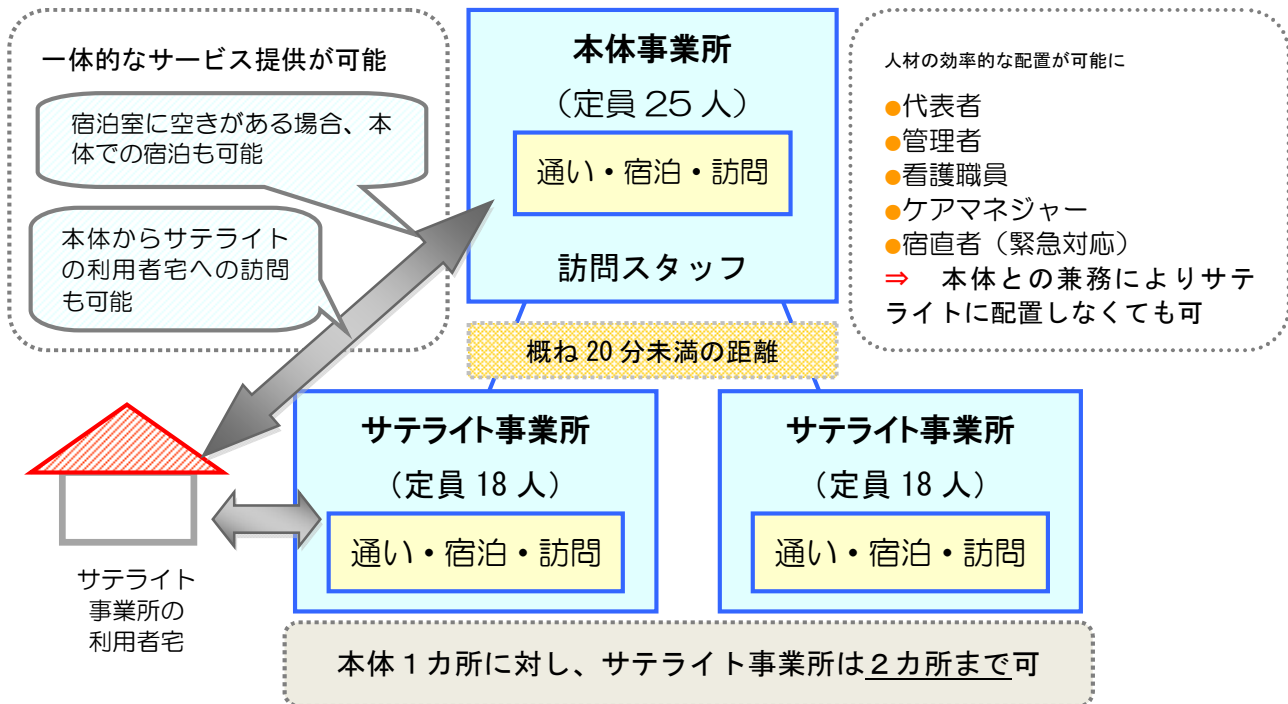 一体的なサービス提供が可能
宿泊室に空きがある場合、本
体での宿泊も可能
本体からサテライト
の利用者宅への訪問
も可能
本体事業所
（定員 25 人）
通い・宿泊・訪問
訪問スタッフ
人材の効率的な配置が可能に
●代表者
●管理者
●看護職員
●ケアマネジャー
●宿直者（緊急対応）
⇒　本体との兼務によりサテ
ライトに配置しなくても可
概ね 20 分未満の距離
サテライト事業所
（定員 18 人）
通い・宿泊・訪問
サテライト事業所
（定員 18 人）
通い・宿泊・訪問
サテライト
事業所の
利用者宅
本体１カ所に対し、サテライト事業所は２カ所まで可